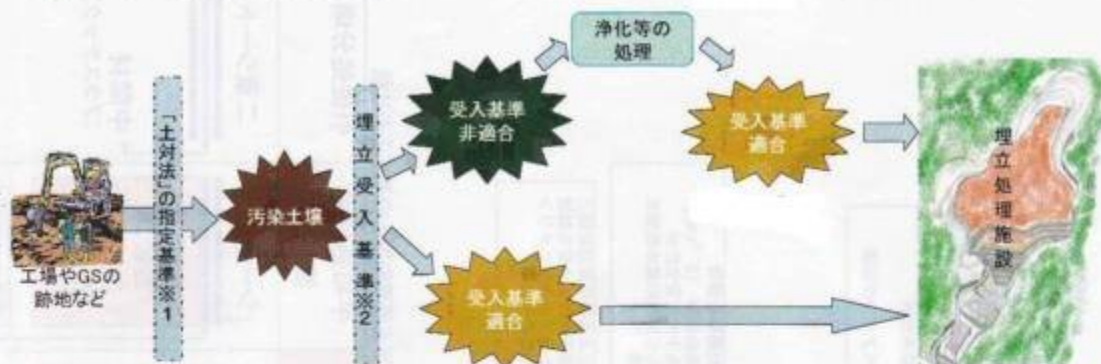 工場やGSの
跡地など
「土対法」の指定基準※1
汚染土壌
埋立受入基準※2
受入基準
非適合
浄化等の
処理
受入基準
適合
受入基準
適合
埋立処理施設